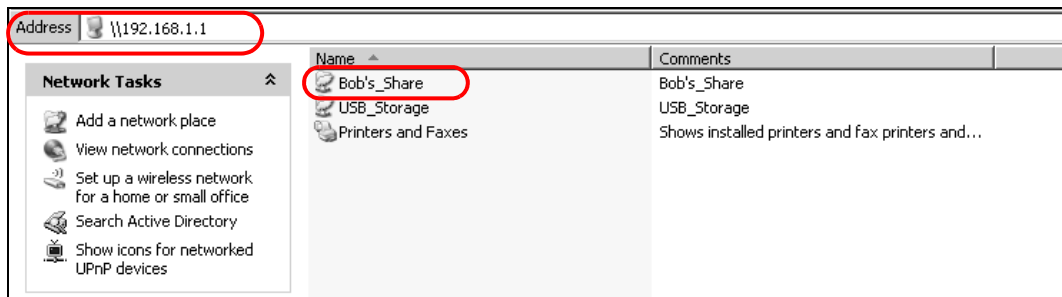 Address \\192.168.1.1
Network Tasks
Add a network place
View network connections
Set up a wireless network
for a home or small office
Search Active Directory
Show icons for networked
UPnP devices
Name Comments
Bob's_Share Bob's_Share
USB_Storage USB_Storage
Printers and Faxes Shows installed printers and fax printers and...